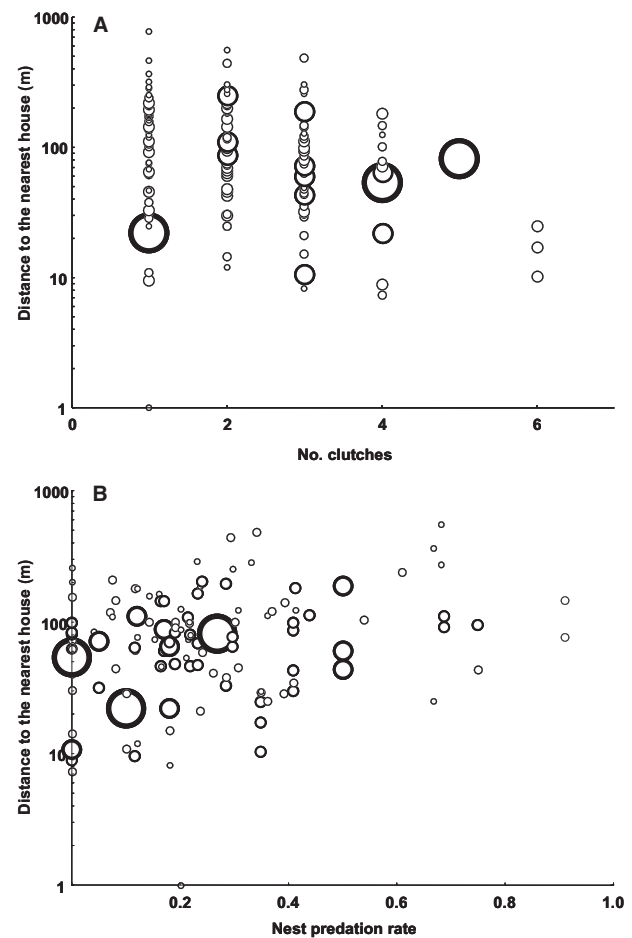 A
1000
100
10
1
0
2
4
6
Distance to the nearest house (m)
No. clutches
B
1000
100
10
1
0.2
0.4
0.6
0.8
1.0
Distance to the nearest house (m)
Nest predation rate